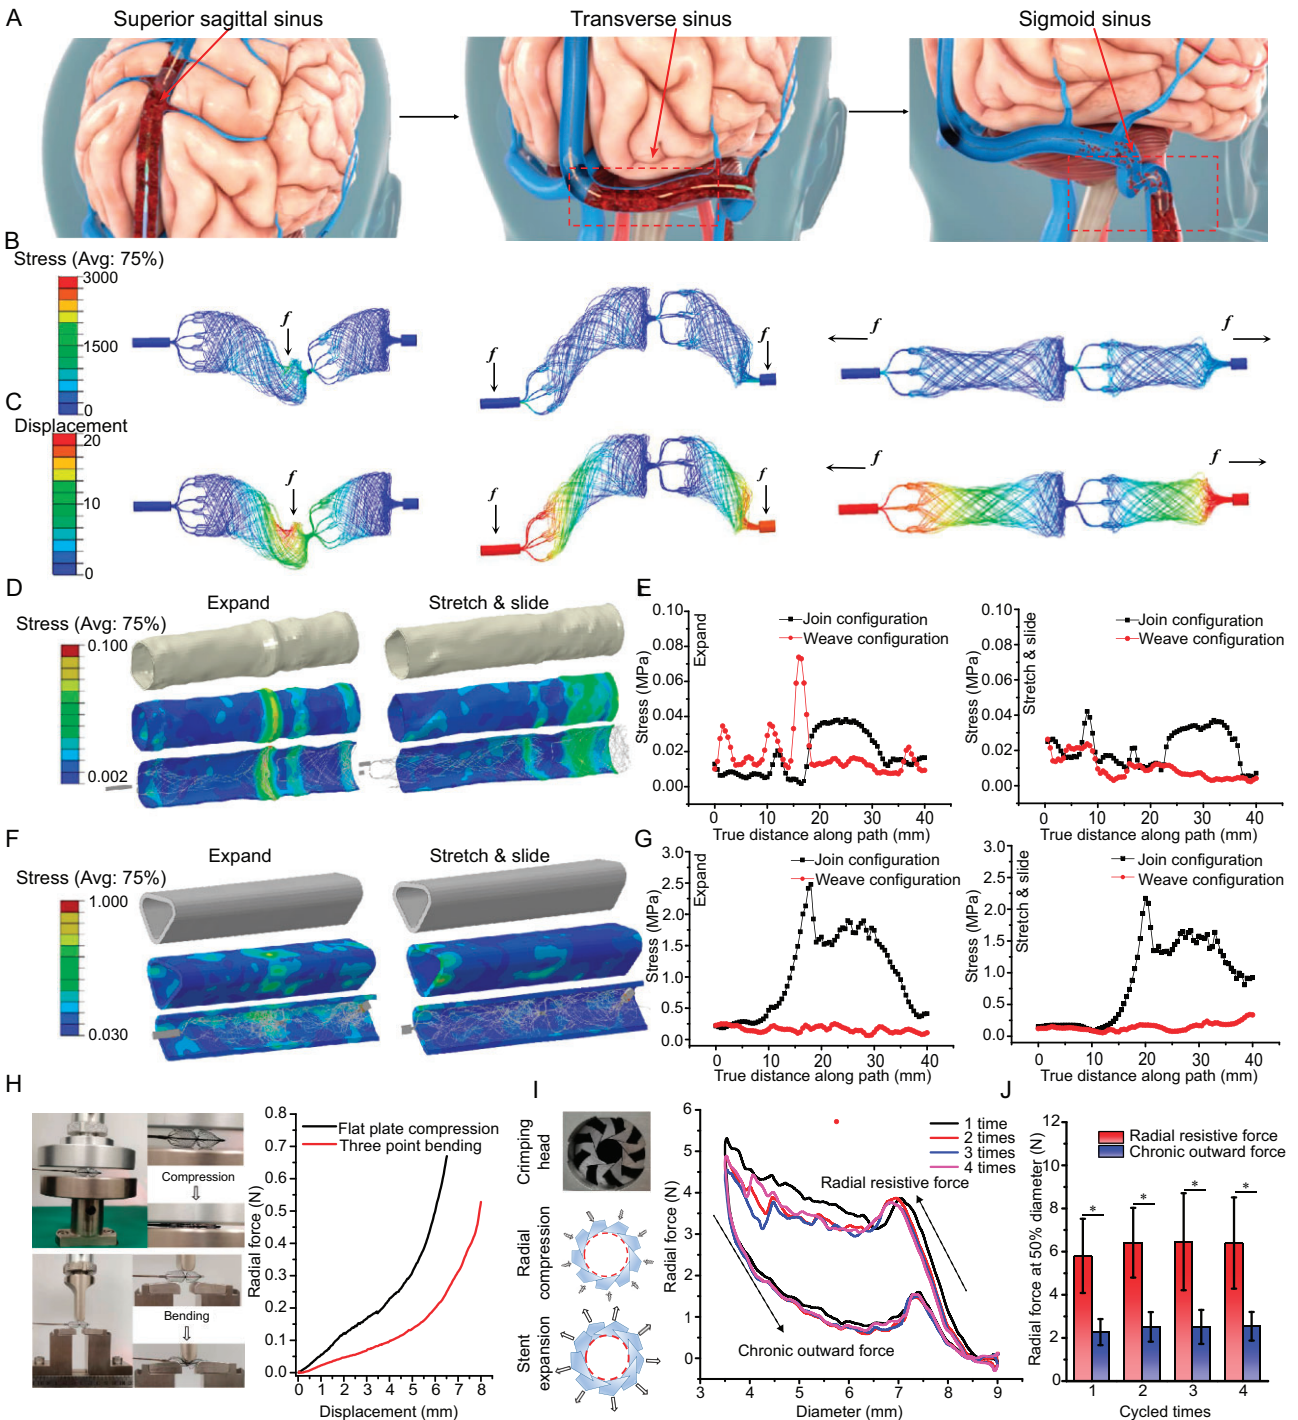 A
Superior sagittal sinus
Transverse sinus
Sigmoid sinus
B
Stress (Avg: 75%)
3000
1500
0
f
f
f
f
f
C
Displacement
20
10
0
f
f
f
f
f
D
Expand
Stretch & slide
Stress (Avg: 75%)
0.100
0.002
E
0.10
0.08
0.06
0.04
0.02
0.00
Stress (MPa)
Expand
Join configuration
Weave configuration
0 10 20 30 40
True distance along path (mm)
0.10
0.08
0.06
0.04
0.02
0.00
Stress (MPa)
Stretch & slide
Join configuration
Weave configuration
0 10 20 30 40
True distance along path (mm)
F
Expand
Stretch & slide
Stress (Avg: 75%)
1.000
0.030
G
3.0
2.5
2.0
1.5
1.0
0.5
0.0
Stress (MPa)
Expand
Join configuration
Weave configuration
0 10 20 30 40
True distance along path (mm)
3.0
2.5
2.0
1.5
1.0
0.5
0.0
Stress (MPa)
Stretch & slide
Join configuration
Weave configuration
0 10 20 30 40
True distance along path (mm)
H
Compression
Bending
0.8
0.7
0.6
0.5
0.4
0.3
0.2
0.1
0.0
Radial force (N)
Flat plate compression
Three point bending
0 1 2 3 4 5 6 7 8
Displacement (mm)
I
Crimping head
Radial compression
Stent expansion
6
5
4
3
2
1
0
Radial force (N)
1 time
2 times
3 times
4 times
Radial resistive force
Chronic outward force
3 4 5 6 7 8 9
Diameter (mm)
J
12
10
8
6
4
2
0
Radial force at 50% diameter (N)
Radial resistive force
Chronic outward force
* * * *
1 2 3 4
Cycled times